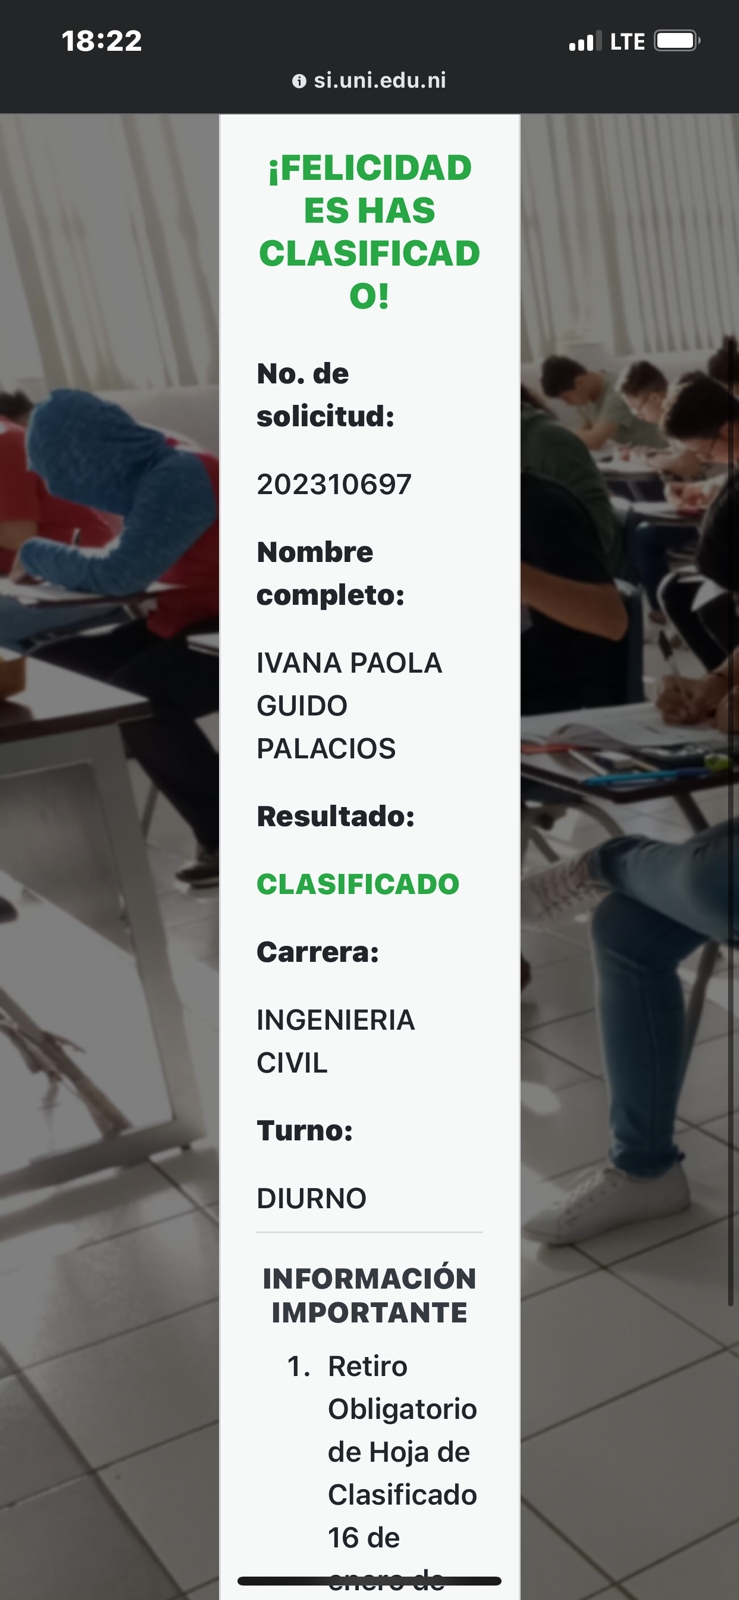 18:22
LTE
si.uni.edu.ni
¡FELICIDAD
ES HAS
CLASIFICAD
O!
No. de
solicitud:
202310697
Nombre
completo:
IVANA PAOLA
GUIDO
PALACIOS
Resultado:
CLASIFICADO
Carrera:
INGENIERIA
CIVIL
Turno:
DIURNO
INFORMACIÓN
IMPORTANTE
1. Retiro
Obligatorio
de Hoja de
Clasificado
16 de
enero de